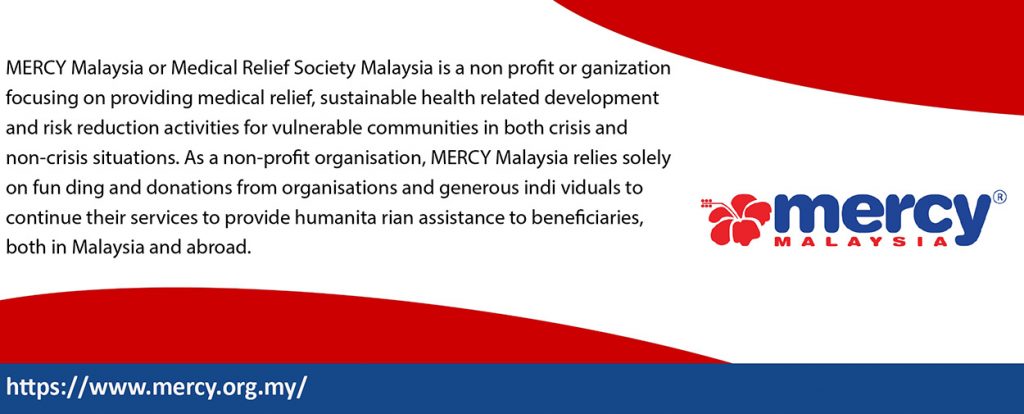 MERCY Malaysia or Medical Relief Society Malaysia is a non profit or ganization
focusing on providing medical relief, sustainable health related development
and risk reduction activities for vulnerable communities in both crisis and
non-crisis situations. As a non-profit organisation, MERCY Malaysia relies solely
on fun ding and donations from organisations and generous indi viduals to
continue their services to provide humanita rian assistance to beneficiaries,
both in Malaysia and abroad.
mercy®
MALAYSIA
https://www.mercy.org.my/